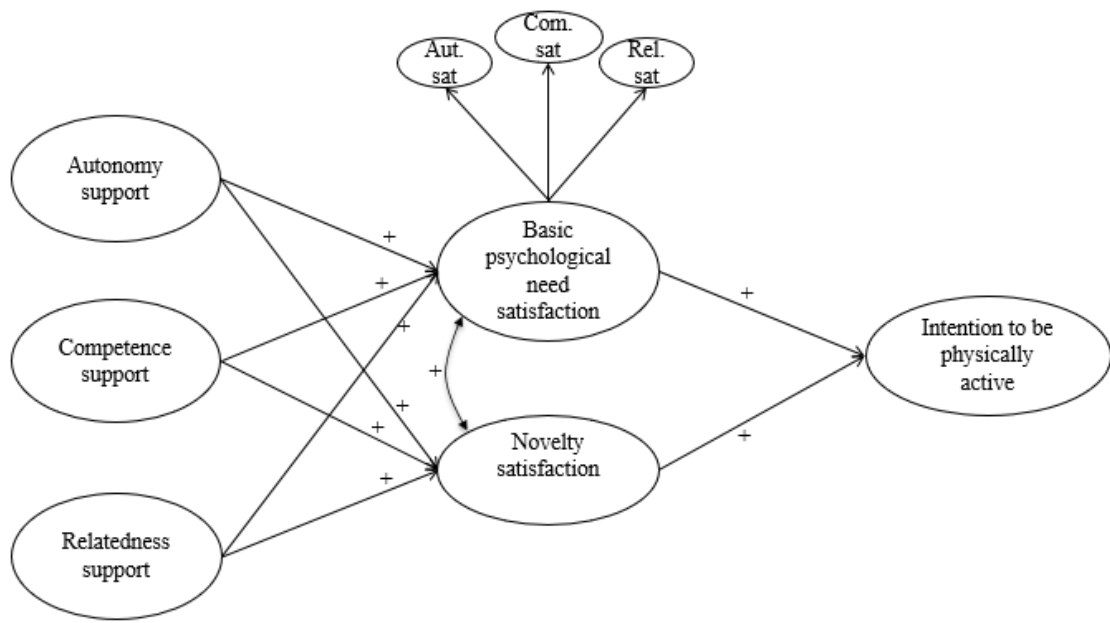 Com.
sat
Aut.
sat
Rel.
sat
Autonomy
support
Basic
psychological
need
satisfaction
+
+
+
+
Competence
support
Intention to be
physically
active
+
+
+
+
+
Novelty
satisfaction
Relatedness
support